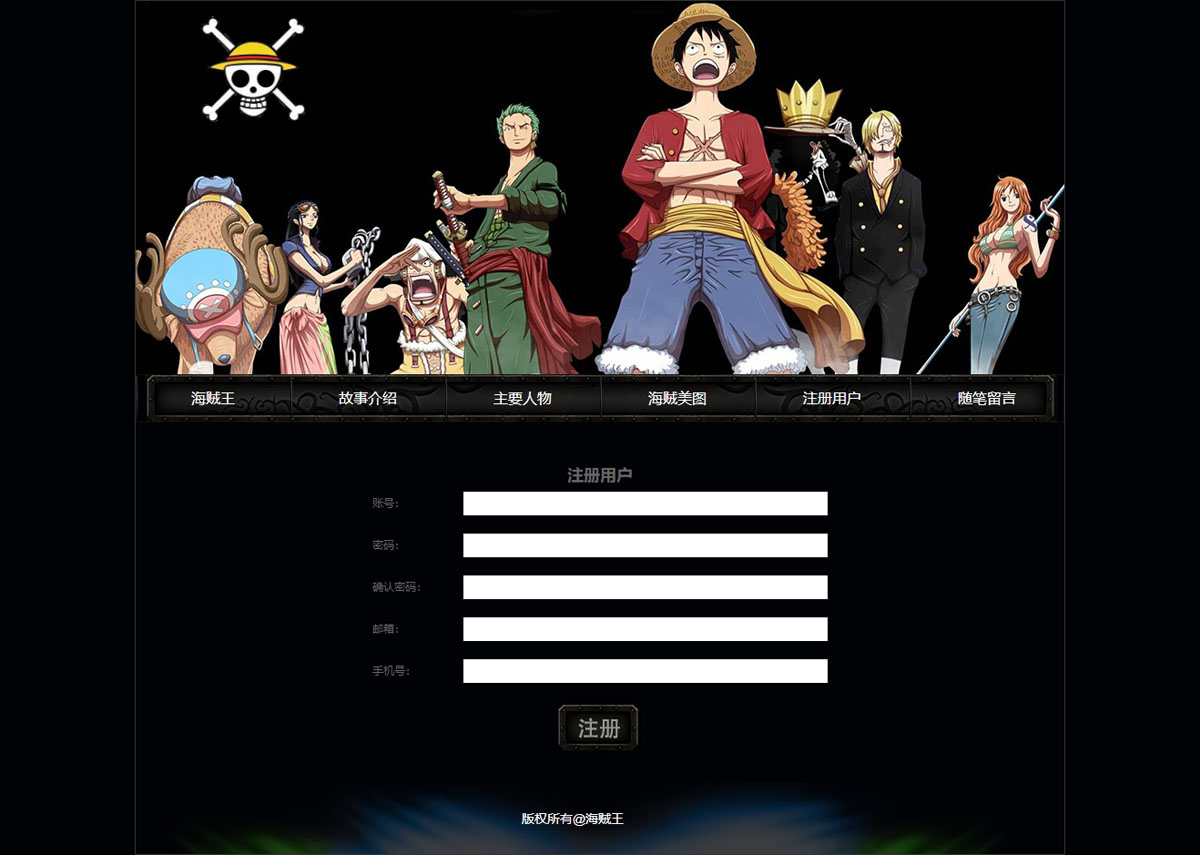 海贼王 故事介绍 主要人物 海贼美图 注册用户 随笔留言
注册用户
账号：
密码：
确认密码：
邮箱：
手机号：
注册
版权所有@海贼王